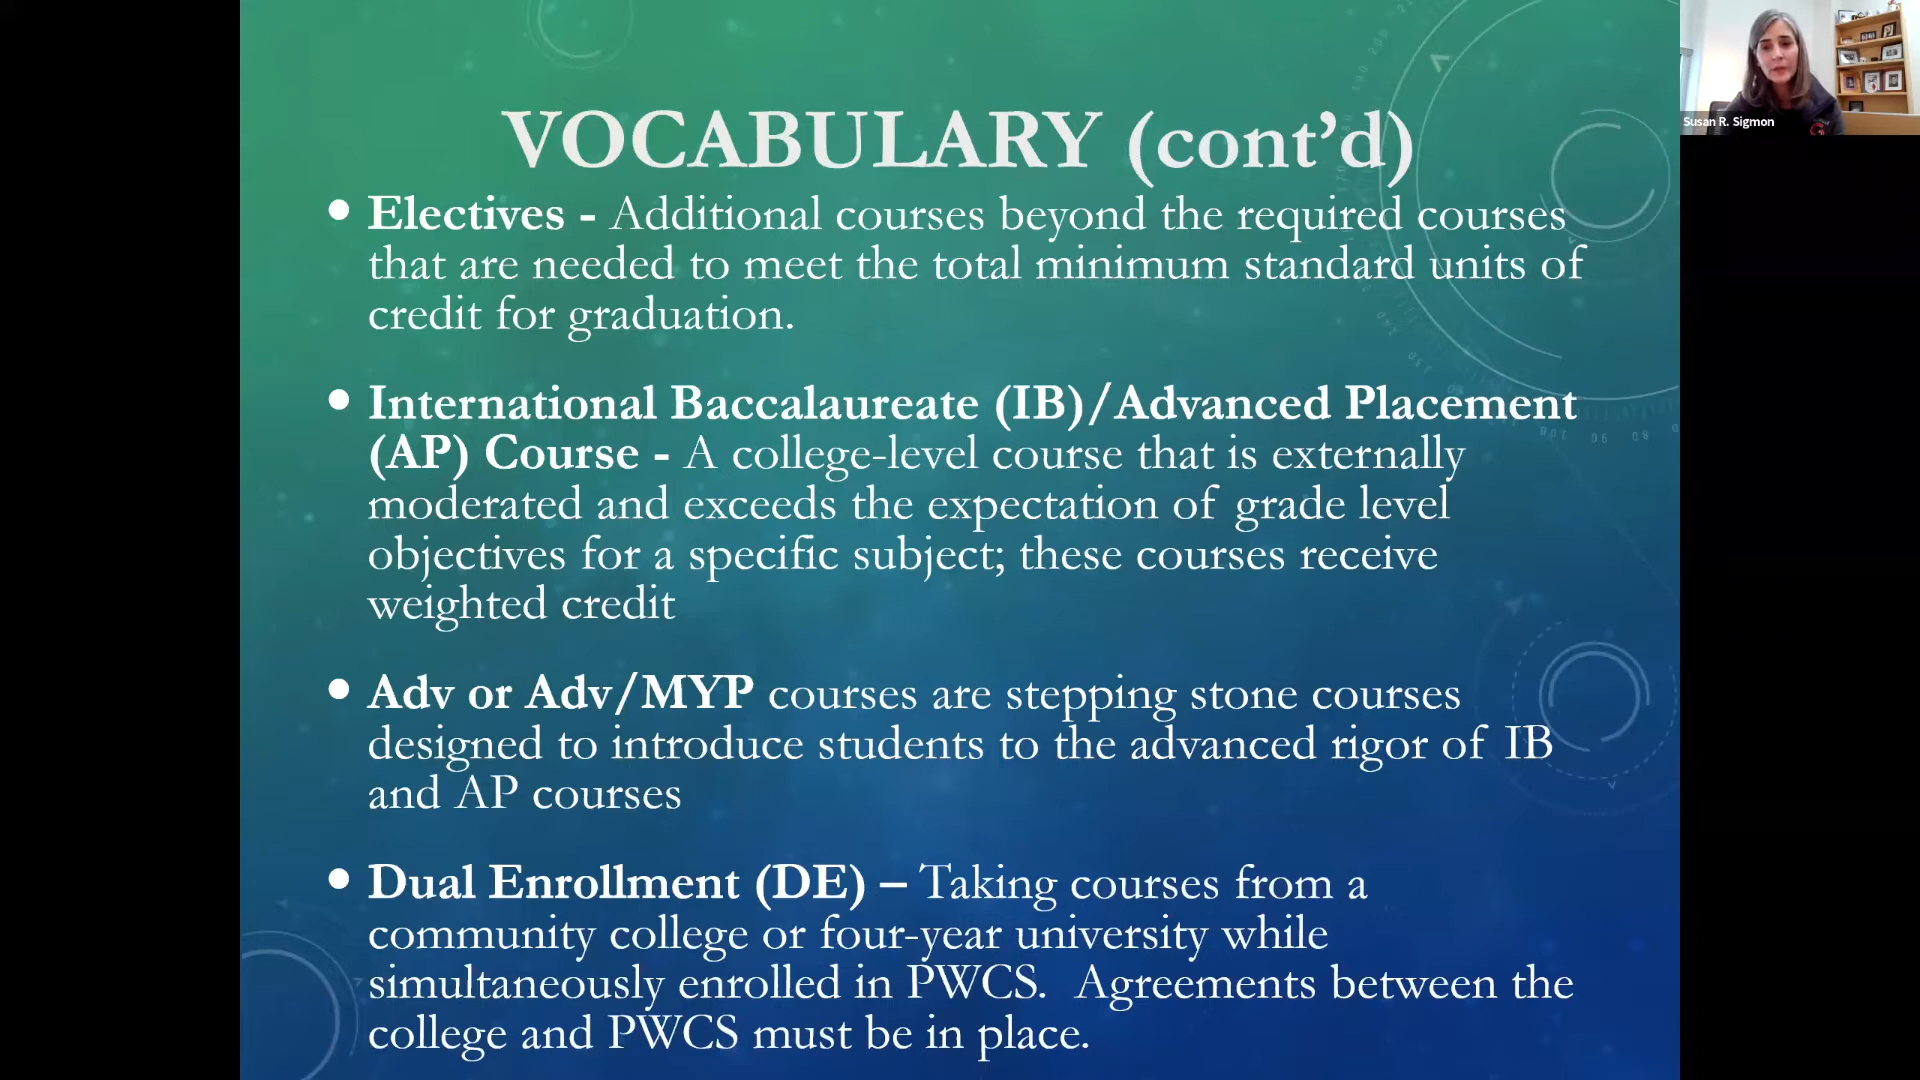 VOCABULARY (cont’d)
Susan R. Sigmon
• Electives - Additional courses beyond the required courses
that are needed to meet the total minimum standard units of
credit for graduation.
• International Baccalaureate (IB)/Advanced Placement
(AP) Course - A college-level course that is externally
moderated and exceeds the expectation of grade level
objectives for a specific subject; these courses receive
weighted credit
• Adv or Adv/MYP courses are stepping stone courses
designed to introduce students to the advanced rigor of IB
and AP courses
• Dual Enrollment (DE) – Taking courses from a
community college or four-year university while
simultaneously enrolled in PWCS.  Agreements between the
college and PWCS must be in place.